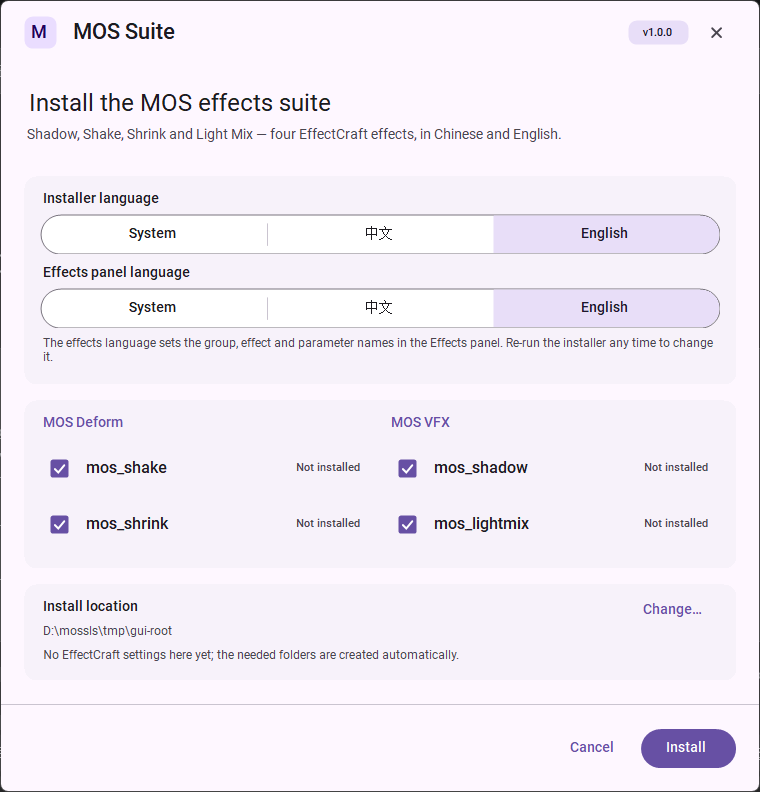 M MOS Suite v1.0.0
Install the MOS effects suite
Shadow, Shake, Shrink and Light Mix — four EffectCraft effects, in Chinese and English.
Installer language
System 中文 English
Effects panel language
System 中文 English
The effects language sets the group, effect and parameter names in the Effects panel. Re-run the installer any time to change
it.
MOS Deform MOS VFX
mos_shake Not installed mos_shadow Not installed
mos_shrink Not installed mos_lightmix Not installed
Install location Change...
D:\mossls\tmp\gui-root
No EffectCraft settings here yet; the needed folders are created automatically.
Cancel Install